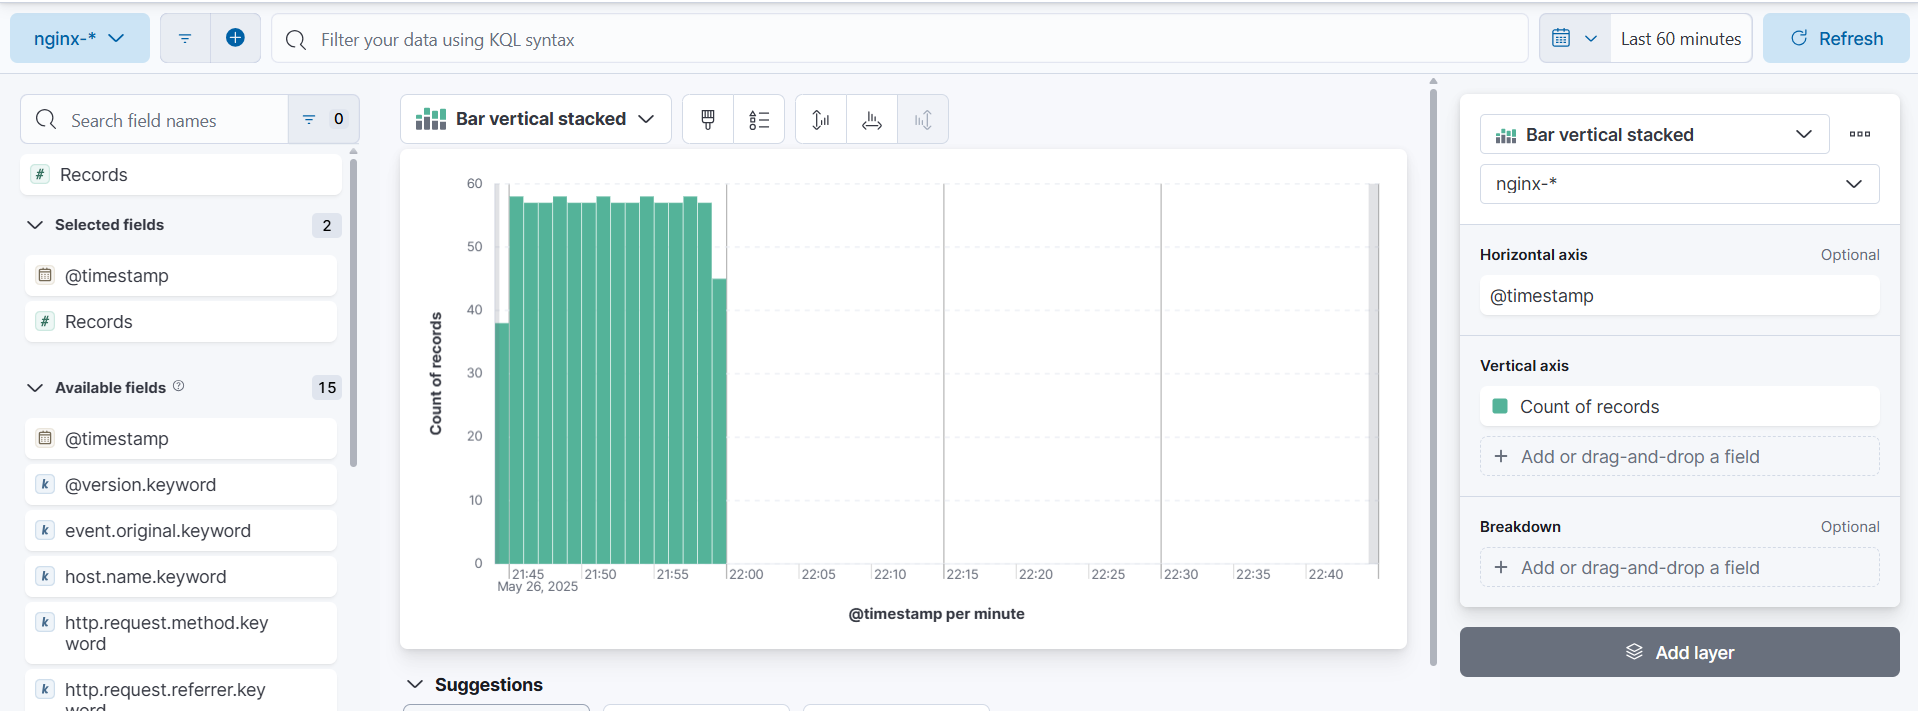 nginx-*
Filter your data using KQL syntax
Last 60 minutes
Refresh
Search field names
0
# Records
Selected fields
2
@timestamp
# Records
Available fields
15
@timestamp
k @version.keyword
k event.original.keyword
k host.name.keyword
k http.request.method.key
word
k http.request.referrer.key
word
Bar vertical stacked
60
50
40
30
20
10
0
Count of records
21:45 21:50 21:55 22:00 22:05 22:10 22:15 22:20 22:25 22:30 22:35 22:40
May 26, 2025
@timestamp per minute
Suggestions
Bar vertical stacked
nginx-*
Horizontal axis Optional
@timestamp
Vertical axis
Count of records
+ Add or drag-and-drop a field
Breakdown Optional
+ Add or drag-and-drop a field
Add layer